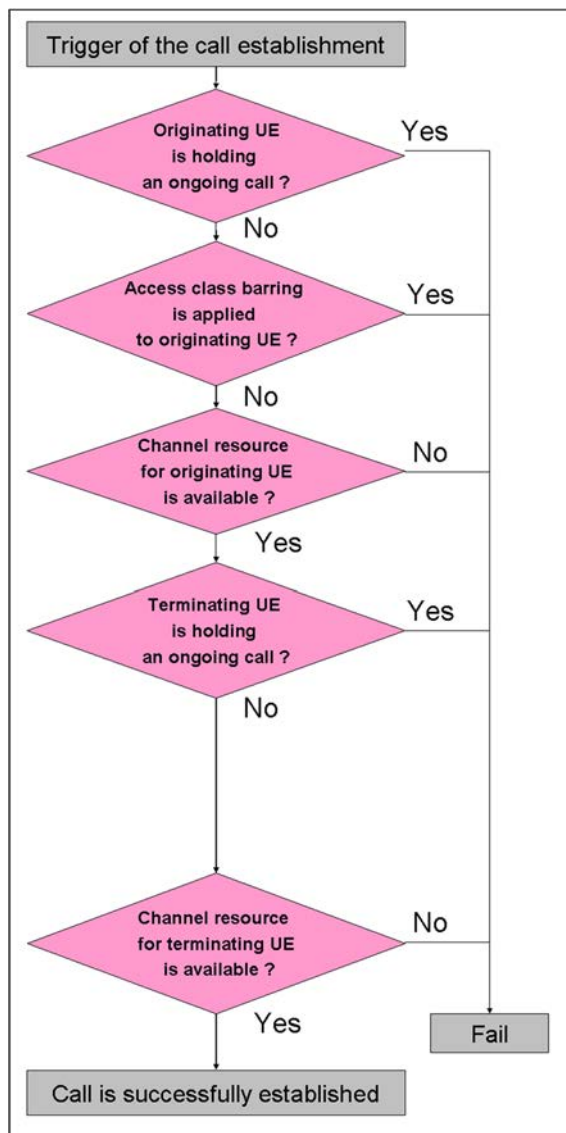 Trigger of the call establishment
Originating UE
is holding
an ongoing call ?
Yes
No
Access class barring
is applied
to originating UE ?
Yes
No
Channel resource
for originating UE
is available ?
No
Yes
Terminating UE
is holding
an ongoing call ?
Yes
No
Channel resource
for terminating UE
is available ?
No
Yes
Fail
Call is successfully established